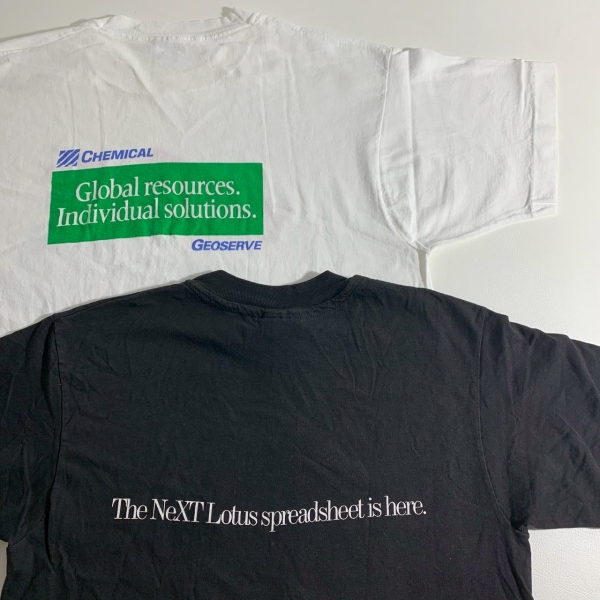 CHEMICAL
Global resources.
Individual solutions.
GEOSERVE
The NeXT Lotus spreadsheet is here.